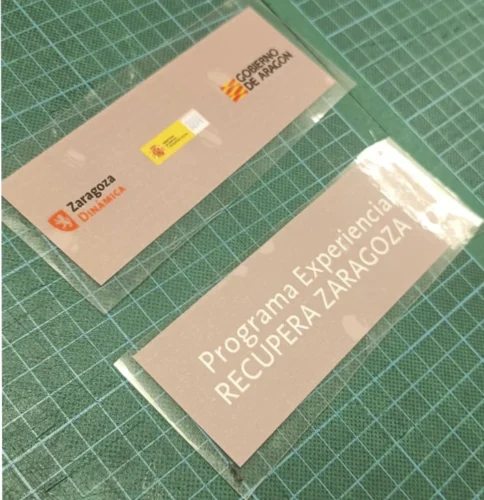 GOBIERNO
DE ARAGON
Zaragoza
DINÁMICA
Programa Experiencia
RECUPERA ZARAGOZA